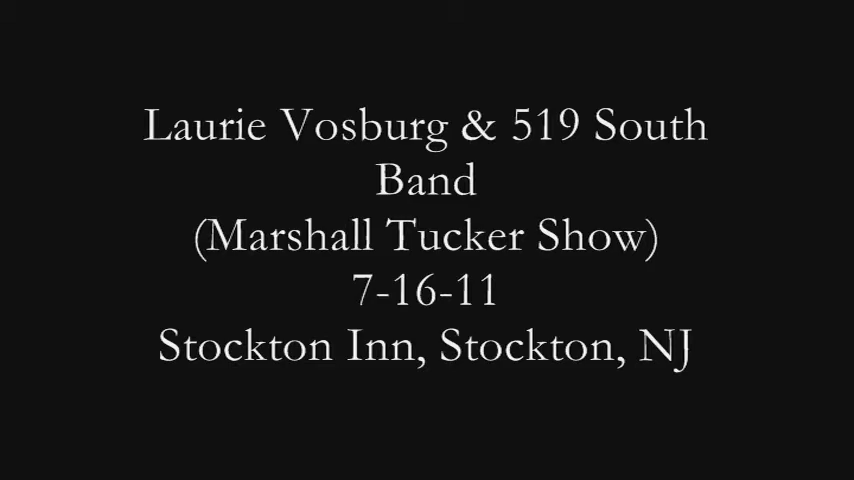 Laurie Vosburg & 519 South
Band
(Marshall Tucker Show)
7-16-11
Stockton Inn, Stockton, NJ